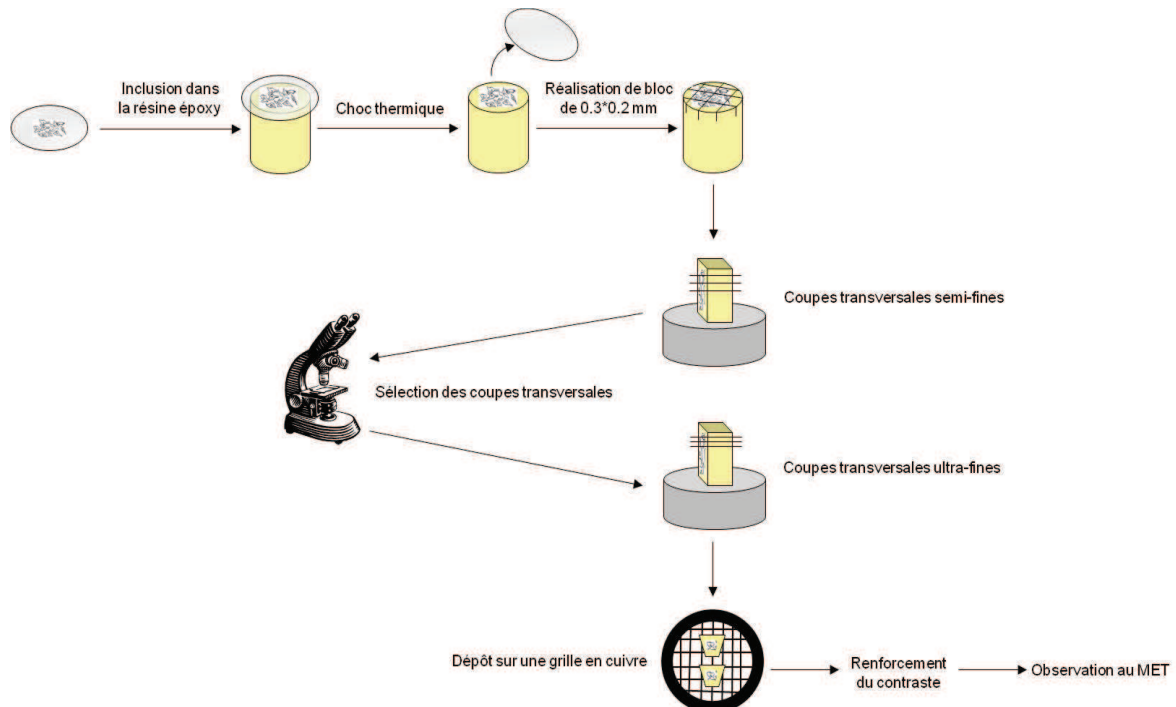 Inclusion dans
la résine époxy
Choc thermique
Réalisation de bloc
de 0.3*0.2 mm
Coupes transversales semi-fines
Sélection des coupes transversales
Coupes transversales ultra-fines
Dépôt sur une grille en cuivre
Renforcement
du contraste
Observation au MET